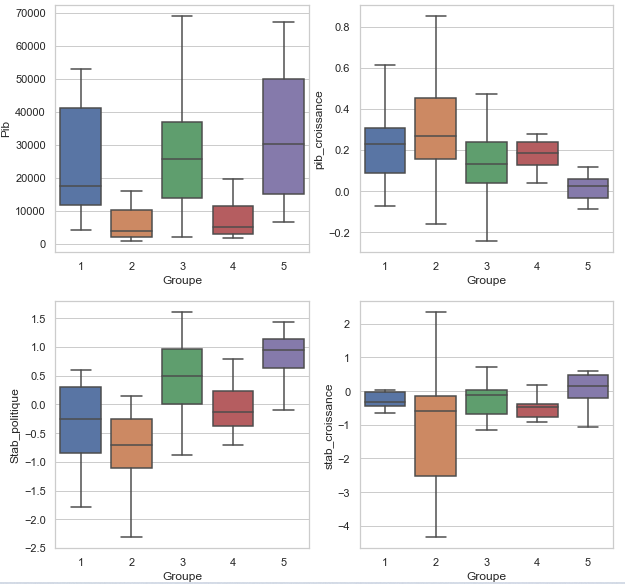 70000
60000
50000
40000
30000
20000
10000
0
Pib
1 2 3 4 5
Groupe
0.8
0.6
0.4
0.2
0.0
−0.2
pib_croissance
1 2 3 4 5
Groupe
1.5
1.0
0.5
0.0
−0.5
−1.0
−1.5
−2.0
−2.5
Stab_politique
1 2 3 4 5
Groupe
2
1
0
−1
−2
−3
−4
stab_croissance
1 2 3 4 5
Groupe